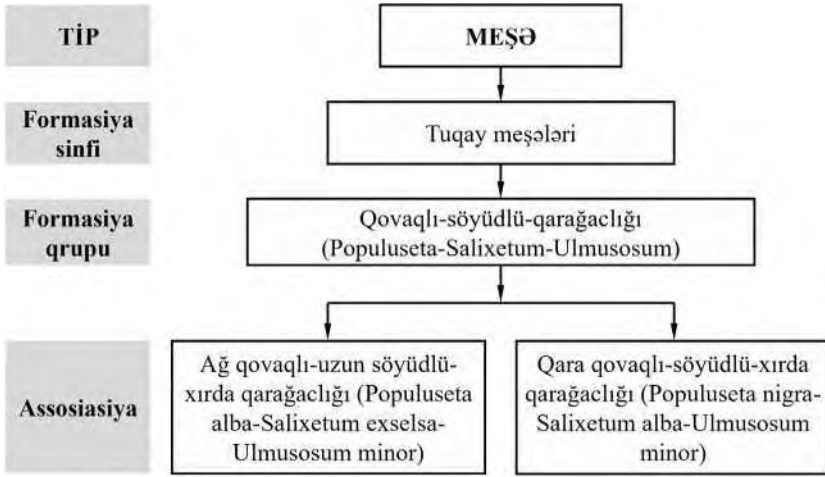 TİP
MEŞƏ
Formasiya
sinfi
Tuqay meşələri
Formasiya
qrupu
Qovaqlı-söyüdlü-qarağaclığı
(Populuseta-Salixetum-Ulmusosum)
Assosiasiya
Ağ qovaqlı-uzun söyüdlü-
xırda qarağaclığı (Populuseta
alba-Salixetum exselsa-
Ulmusosum minor)
Qara qovaqlı-söyüdlü-xırda
qarağaclığı (Populuseta nigra-
Salixetum alba-Ulmusosum
minor)